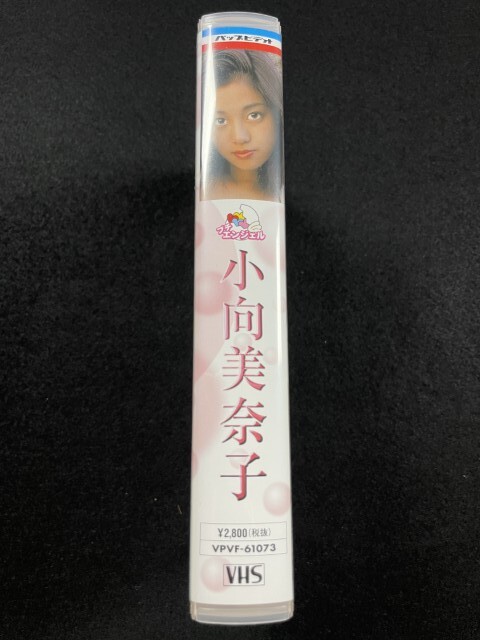 バップビデオ
プチ
エンジェル
小向美奈子
¥2,800(税抜)
VPVF-61073
VHS